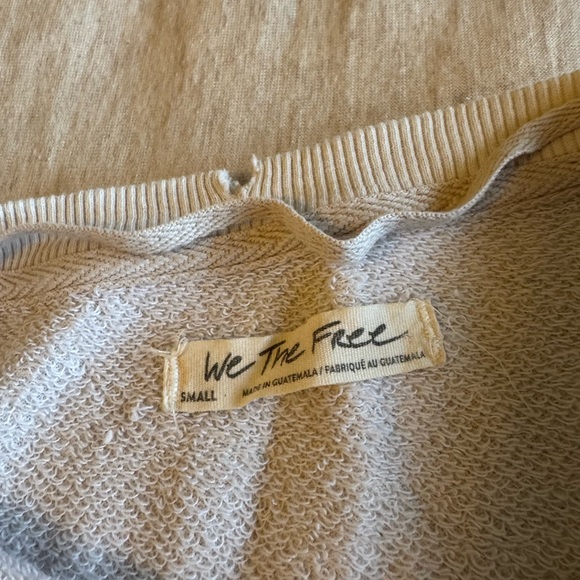 We The Free
SMALL
MADE IN GUATEMALA / FABRIQUÉ AU GUATEMALA